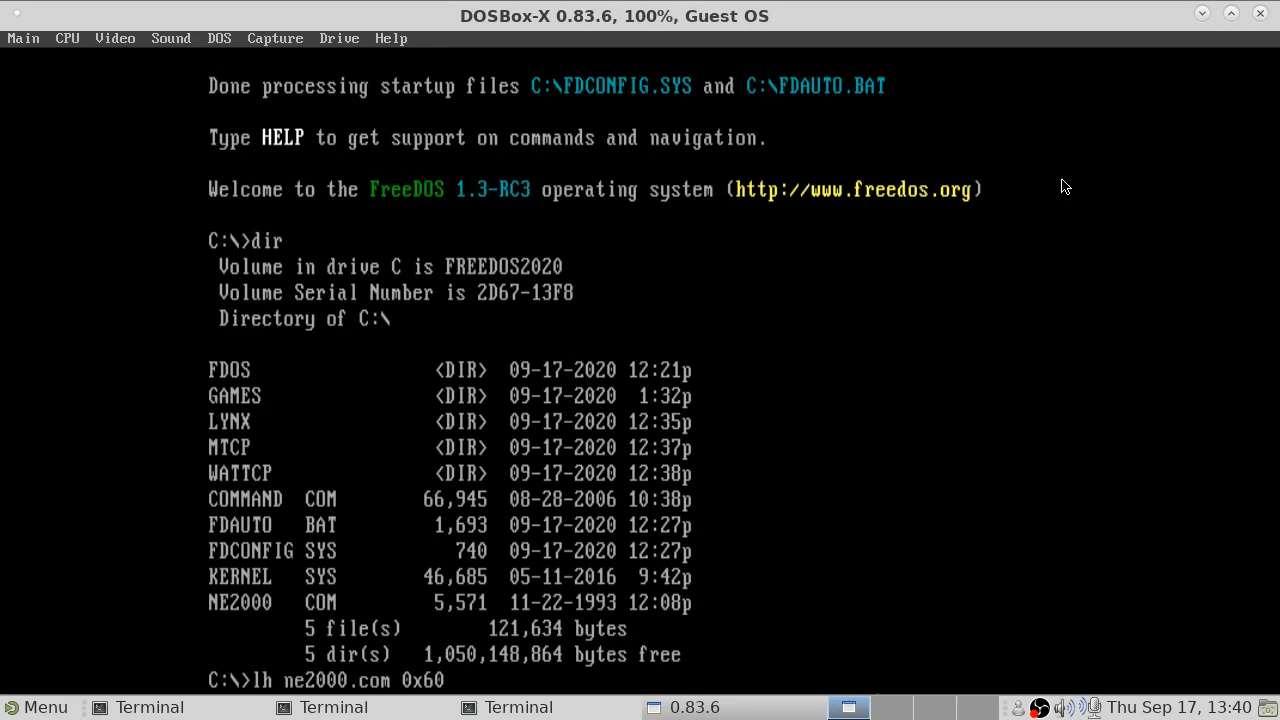 DOSBox-X 0.83.6, 100%, Guest OS
Main CPU Video Sound DOS Capture Drive Help
Done processing startup files C:\FDCONFIG.SYS and C:\FDAUTO.BAT
Type HELP to get support on commands and navigation.
Welcome to the FreeDOS 1.3-RC3 operating system (http://www.freedos.org)
C:\>dir
Volume in drive C is FREEDOS2020
Volume Serial Number is 2D67-13F8
Directory of C:\
FDOS <DIR> 09-17-2020 12:21p
GAMES <DIR> 09-17-2020 1:32p
LYNX <DIR> 09-17-2020 12:35p
MTCP <DIR> 09-17-2020 12:37p
WATTCP <DIR> 09-17-2020 12:38p
COMMAND COM 66,945 08-28-2006 10:38p
FDAUTO BAT 1,693 09-17-2020 12:27p
FDCONFIG SYS 740 09-17-2020 12:27p
KERNEL SYS 46,685 05-11-2016 9:42p
NE2000 COM 5,571 11-22-1993 12:08p
5 file(s) 121,634 bytes
5 dir(s) 1,050,148,864 bytes free
C:\>lh ne2000.com 0x60
Menu Terminal Terminal Terminal 0.83.6 Thu Sep 17, 13:40